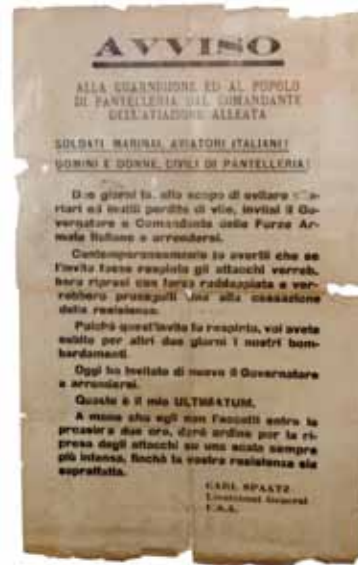 AVVISO
ALLA GUARNIGIONE ED AL POPOLO
DI PANTELLERIA DAL COMANDANTE
DELL'AVIAZIONE ALLEATA
SOLDATI, MARINAI, AVIATORI ITALIANI!
UOMINI E DONNE, CIVILI DI PANTELLERIA!
Due giorni fa, allo scopo di evitare
ed inutili perdite di vite, invitai il Go-
vernatore e Comandante delle Forze Ar-
mate Italiane a arrendersi.
Contemporaneamente lo avertii che se
l'invito fosse respinto gli attacchi verreb-
bero ripresi con forza raddoppiata e ver-
rebbero proseguiti fino alla cessazione
della resistenza.
Poichè quest'invito fu respinto, voi avete
subito per altri due giorni i nostri bom-
bardamenti.
Oggi ho invitato di nuovo il Governatore
a arrendersi.
Questo è il mio ULTIMATUM.
A meno che egli non l'accetti entro le
prossime due ore, darò ordine per la ri-
presa degli attacchi su una scala sempre
più intensa, finchè la vostra resistenza sia
sopraffatta.
CARL SPAATZ
Lieutenant General
U.S.A.